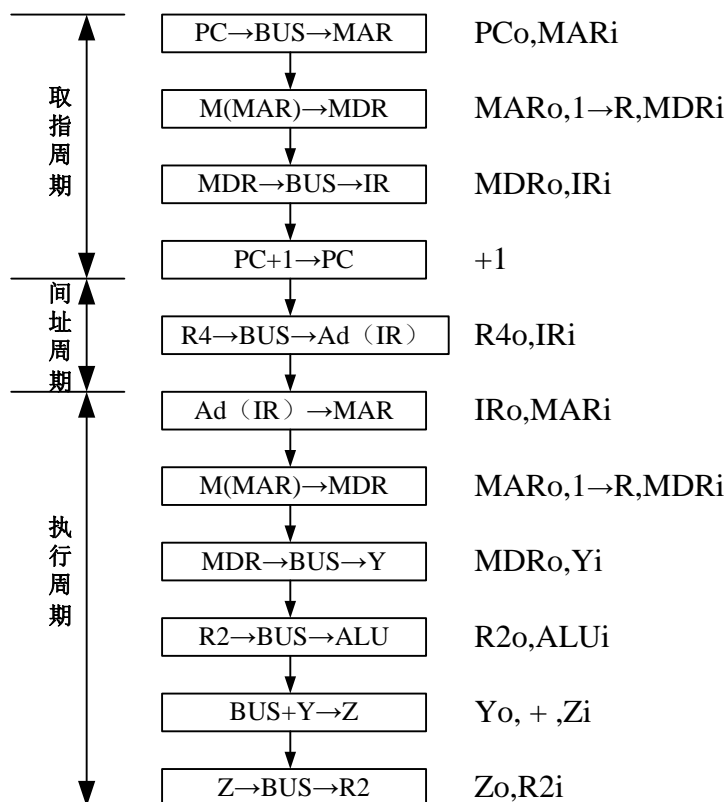 取指周期
PC→BUS→MAR PCo,MARi
M(MAR)→MDR MARo,1→R,MDRi
MDR→BUS→IR MDRo,IRi
PC+1→PC +1
间址周期
R4→BUS→Ad（IR） R4o,IRi
执行周期
Ad（IR）→MAR IRo,MARi
M(MAR)→MDR MARo,1→R,MDRi
MDR→BUS→Y MDRo,Yi
R2→BUS→ALU R2o,ALUi
BUS+Y→Z Yo, + ,Zi
Z→BUS→R2 Zo,R2i